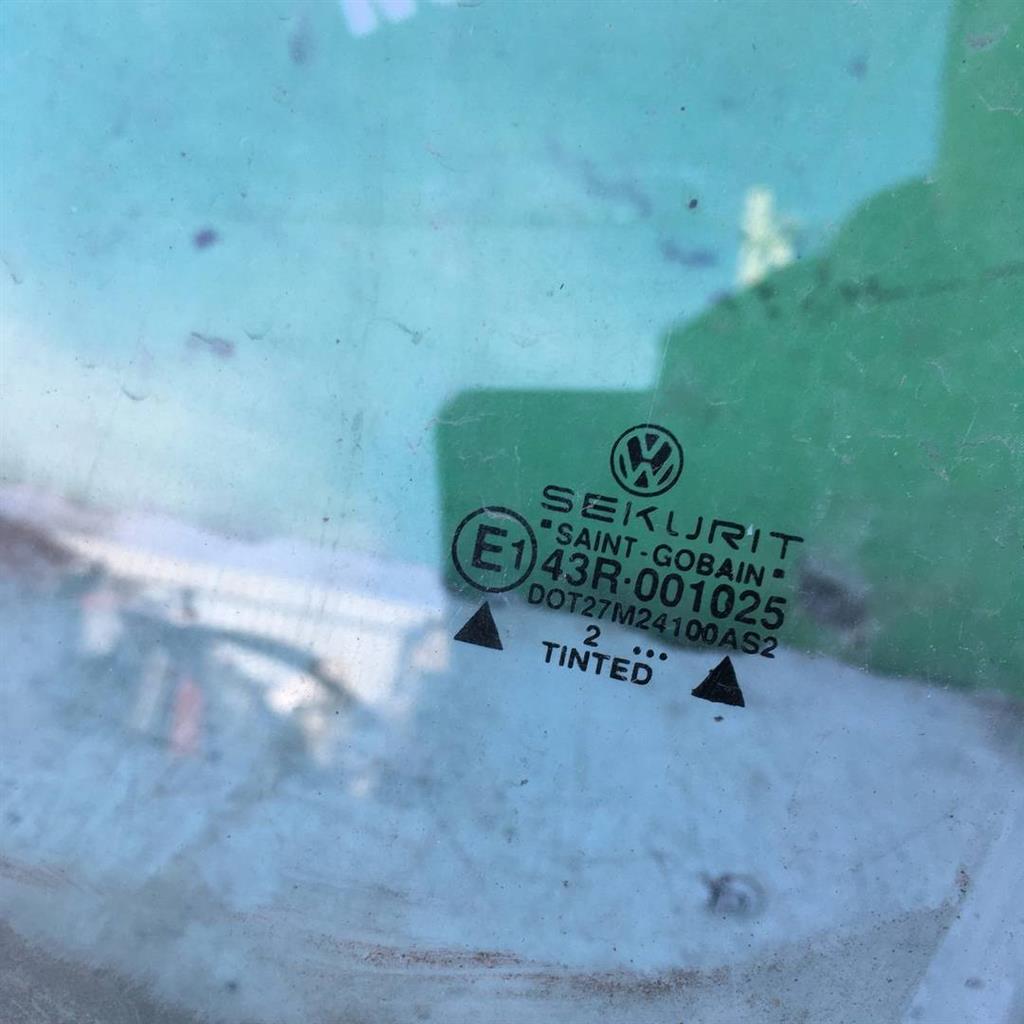 SEKURIT
SAINT-GOBAIN
E1 43R-001025
DOT27M24100AS2
2 ...
TINTED